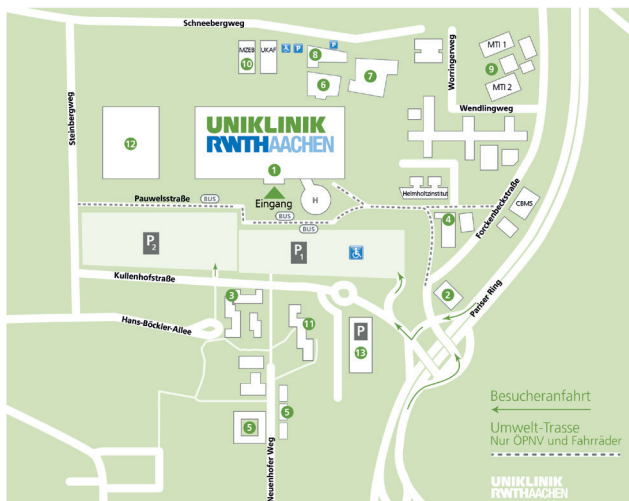 Schneebergweg
MZEB
UKAF
P
P
10
8
7
6
MTI 1
9
MTI 2
Worringerweg
Wendlingweg
Steinbergweg
12
UNIKLINIK
RWTHAACHEN
1
Eingang
H
Helmholtzinstitut
CBMS
Forckenbeckstraße
Pauwelsstraße
BUS
BUS
BUS
4
P2
P1
Kullenhofstraße
2
Pariser Ring
3
Hans-Böckler-Allee
11
P
13
5
5
Neuenhofer Weg
Besucheranfahrt
Umwelt-Trasse
Nur ÖPNV und Fahrräder
UNIKLINIK
RWTHAACHEN